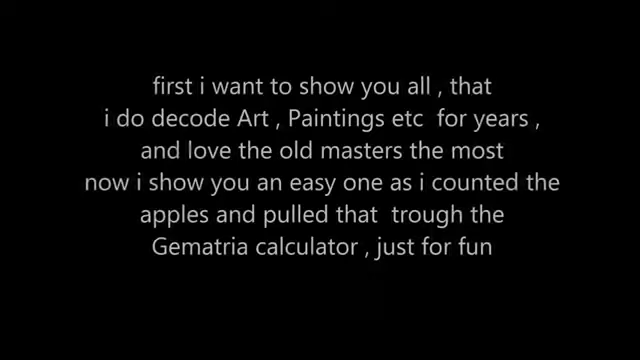 first i want to show you all , that
i do decode Art , Paintings etc  for years ,
and love the old masters the most
now i show you an easy one as i counted the
apples and pulled that  trough the
Gematria calculator , just for fun